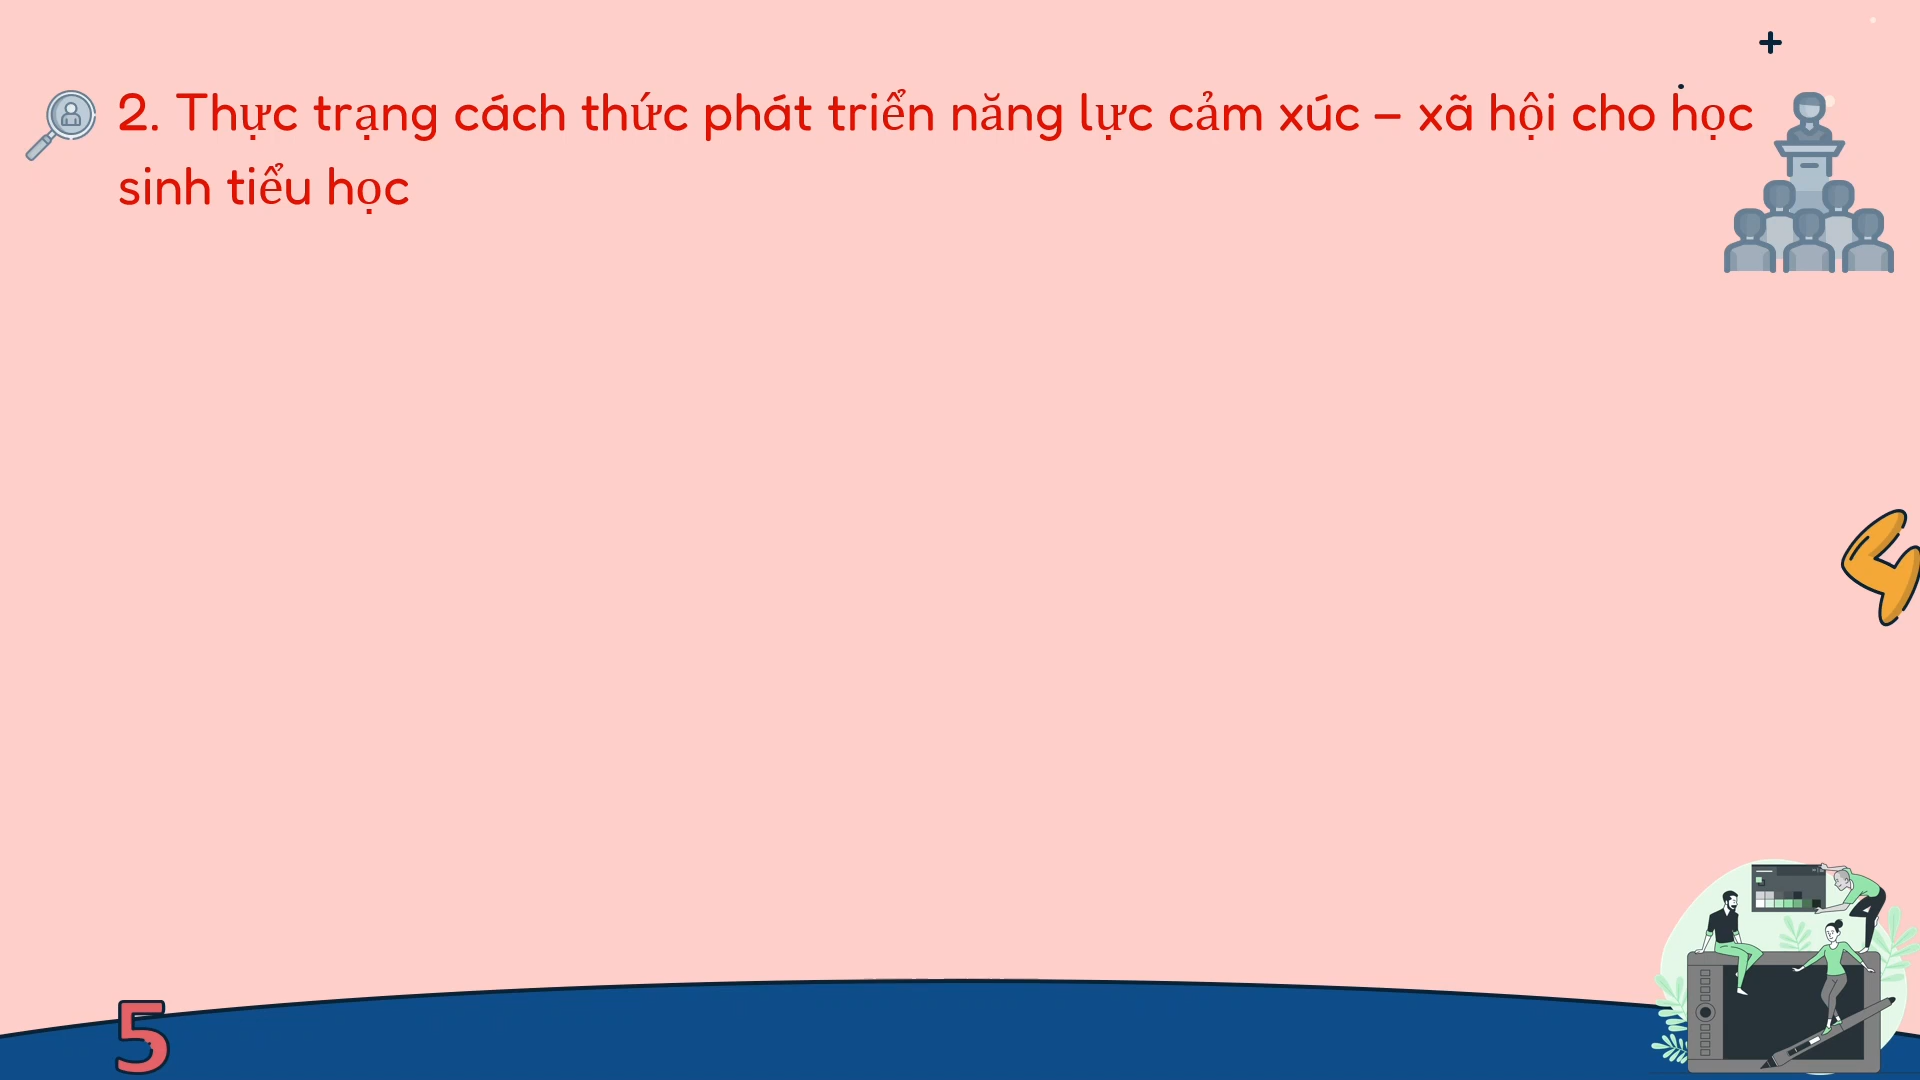 2. Thực trạng cách thức phát triển năng lực cảm xúc – xã hội cho học
sinh tiểu học
5